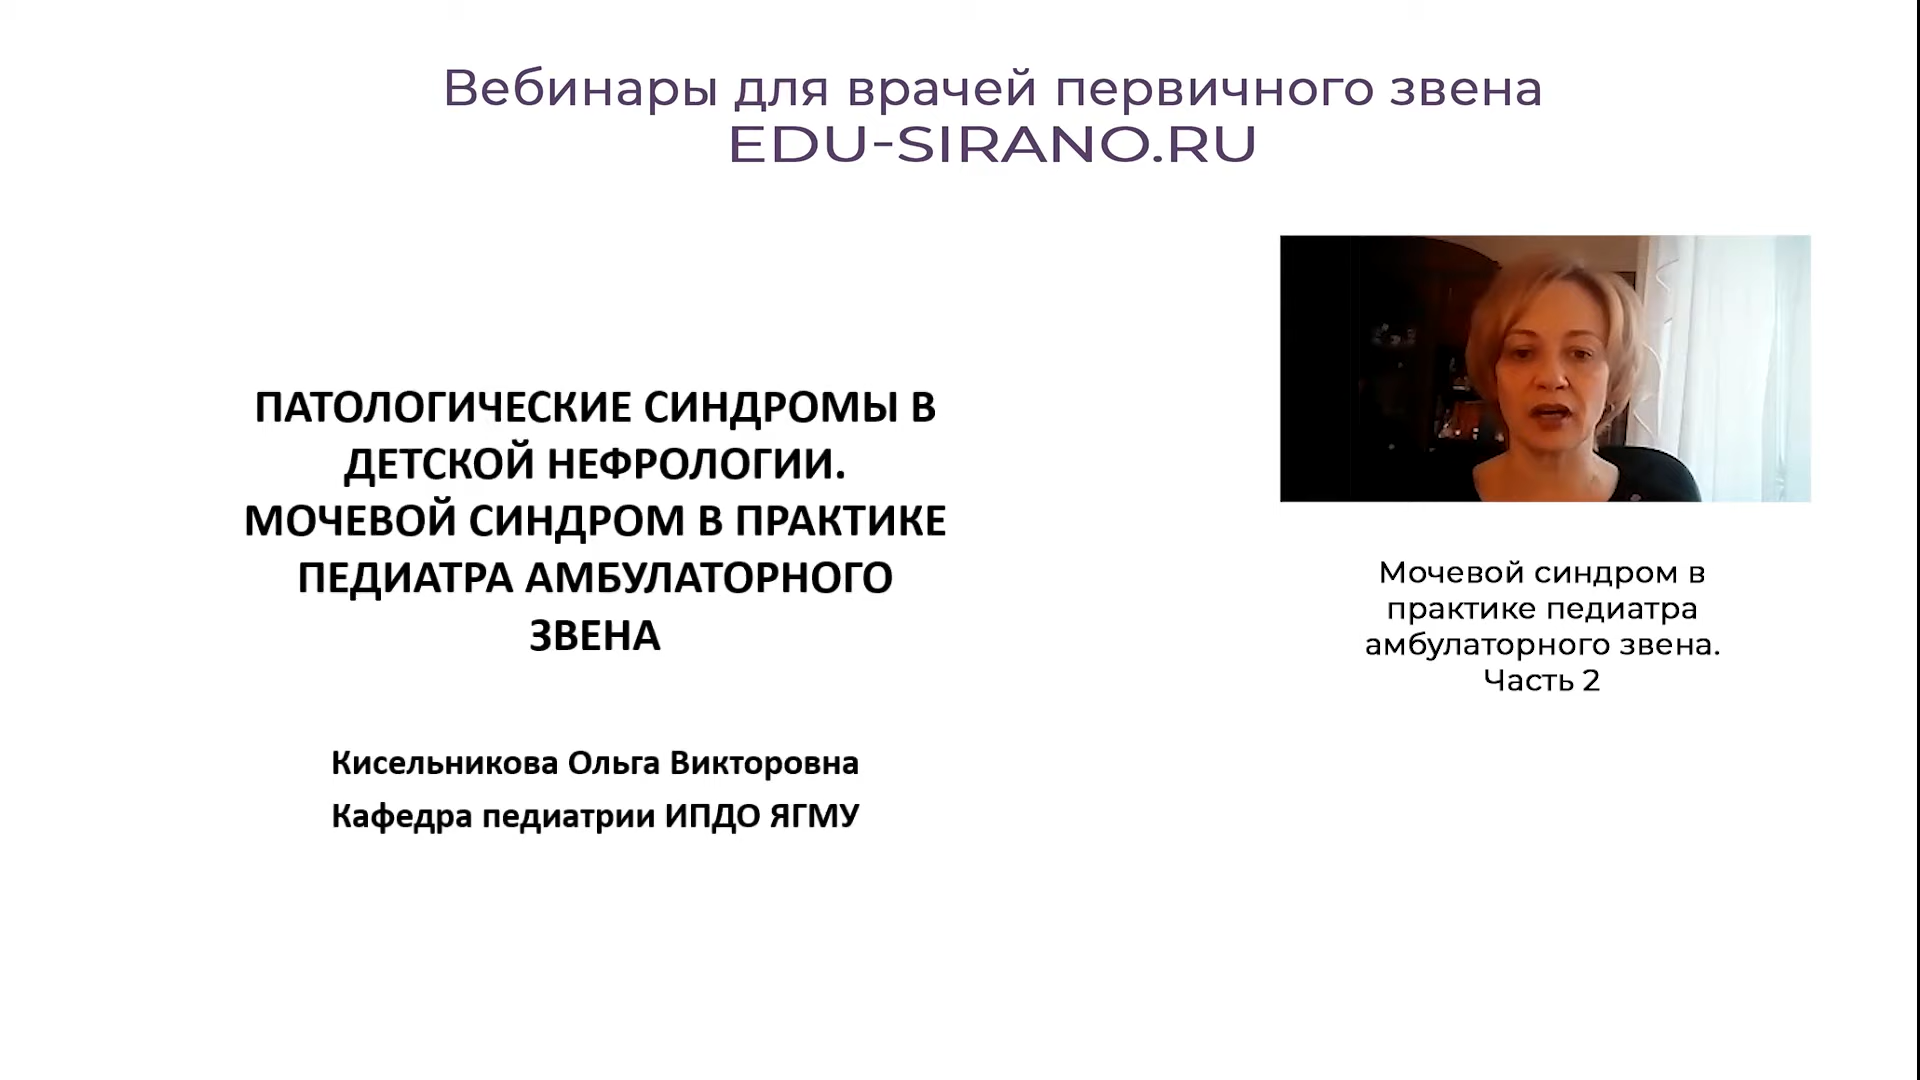 Вебинары для врачей первичного звена
EDU-SIRANO.RU
ПАТОЛОГИЧЕСКИЕ СИНДРОМЫ В
ДЕТСКОЙ НЕФРОЛОГИИ.
МОЧЕВОЙ СИНДРОМ В ПРАКТИКЕ
ПЕДИАТРА АМБУЛАТОРНОГО
ЗВЕНА
Кисельникова Ольга Викторовна
Кафедра педиатрии ИПДО ЯГМУ
Мочевой синдром в
практике педиатра
амбулаторного звена.
Часть 2